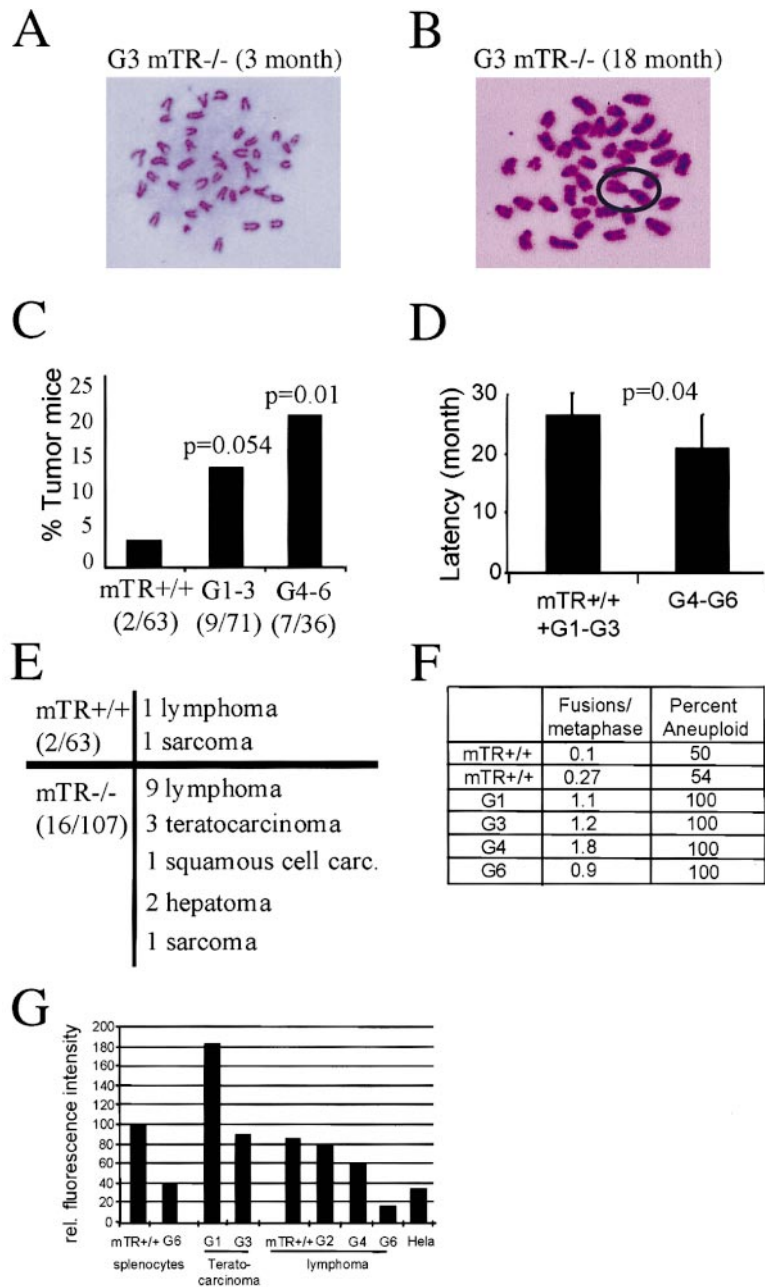 A
G3 mTR-/- (3 month)
B
G3 mTR-/- (18 month)
C
% Tumor mice
25
20
15
10
5
0
p=0.054
p=0.01
mTR+/+ G1-3 G4-6
(2/63) (9/71) (7/36)
D
Latency (month)
30
20
10
0
p=0.04
mTR+/+ G4-G6
+G1-G3
E
mTR+/+ 1 lymphoma
(2/63) 1 sarcoma
mTR-/- 9 lymphoma
(16/107) 3 teratocarcinoma
1 squamous cell carc.
2 hepatoma
1 sarcoma
F
Fusions/ Percent
metaphase Aneuploid
mTR+/+ 0.1 50
mTR+/+ 0.27 54
G1 1.1 100
G3 1.2 100
G4 1.8 100
G6 0.9 100
G
rel. fluorescence intensity
200
180
160
140
120
100
80
60
40
20
0
mTR+/+ G6 G1 G3 mTR+/+ G2 G4 G6 Hela
splenocytes Terato- lymphoma
carcinoma